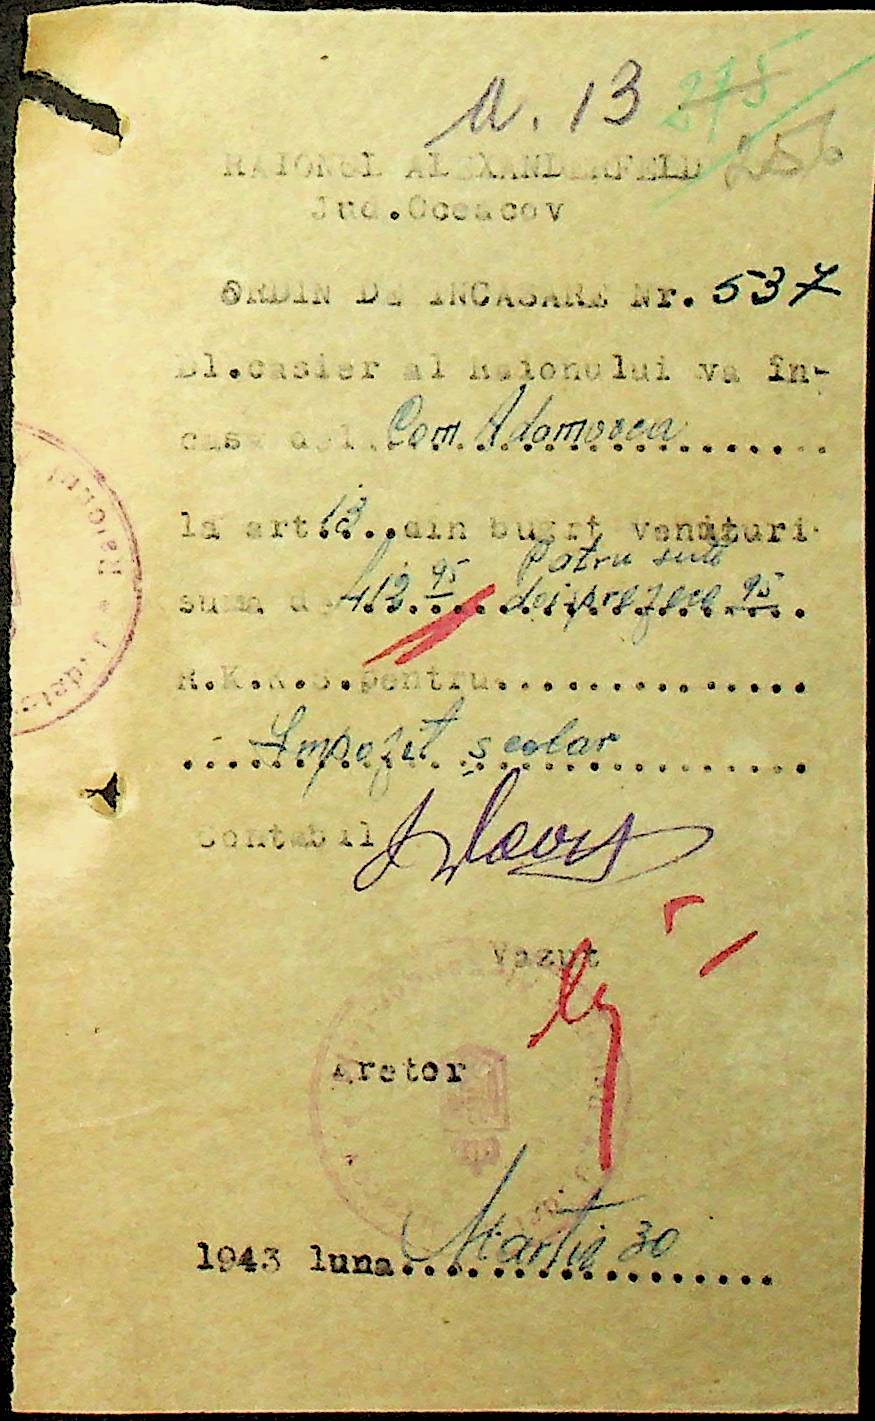 a. 13 275
256
RAIONUL ALEXANDERFELD
Jud.Oceacov
ORDIN DE INCASARE Nr. 537
Dl.casier al Raionului va în-
casa dela Com. Adamovca
la art. 13 din buget venituri
suma de 412 95 Patru sute
doisprezece 95
R.K.K.S. pentru
Impozit școlar
Contabil
Vazut
Pretor
1943 luna Martie 30